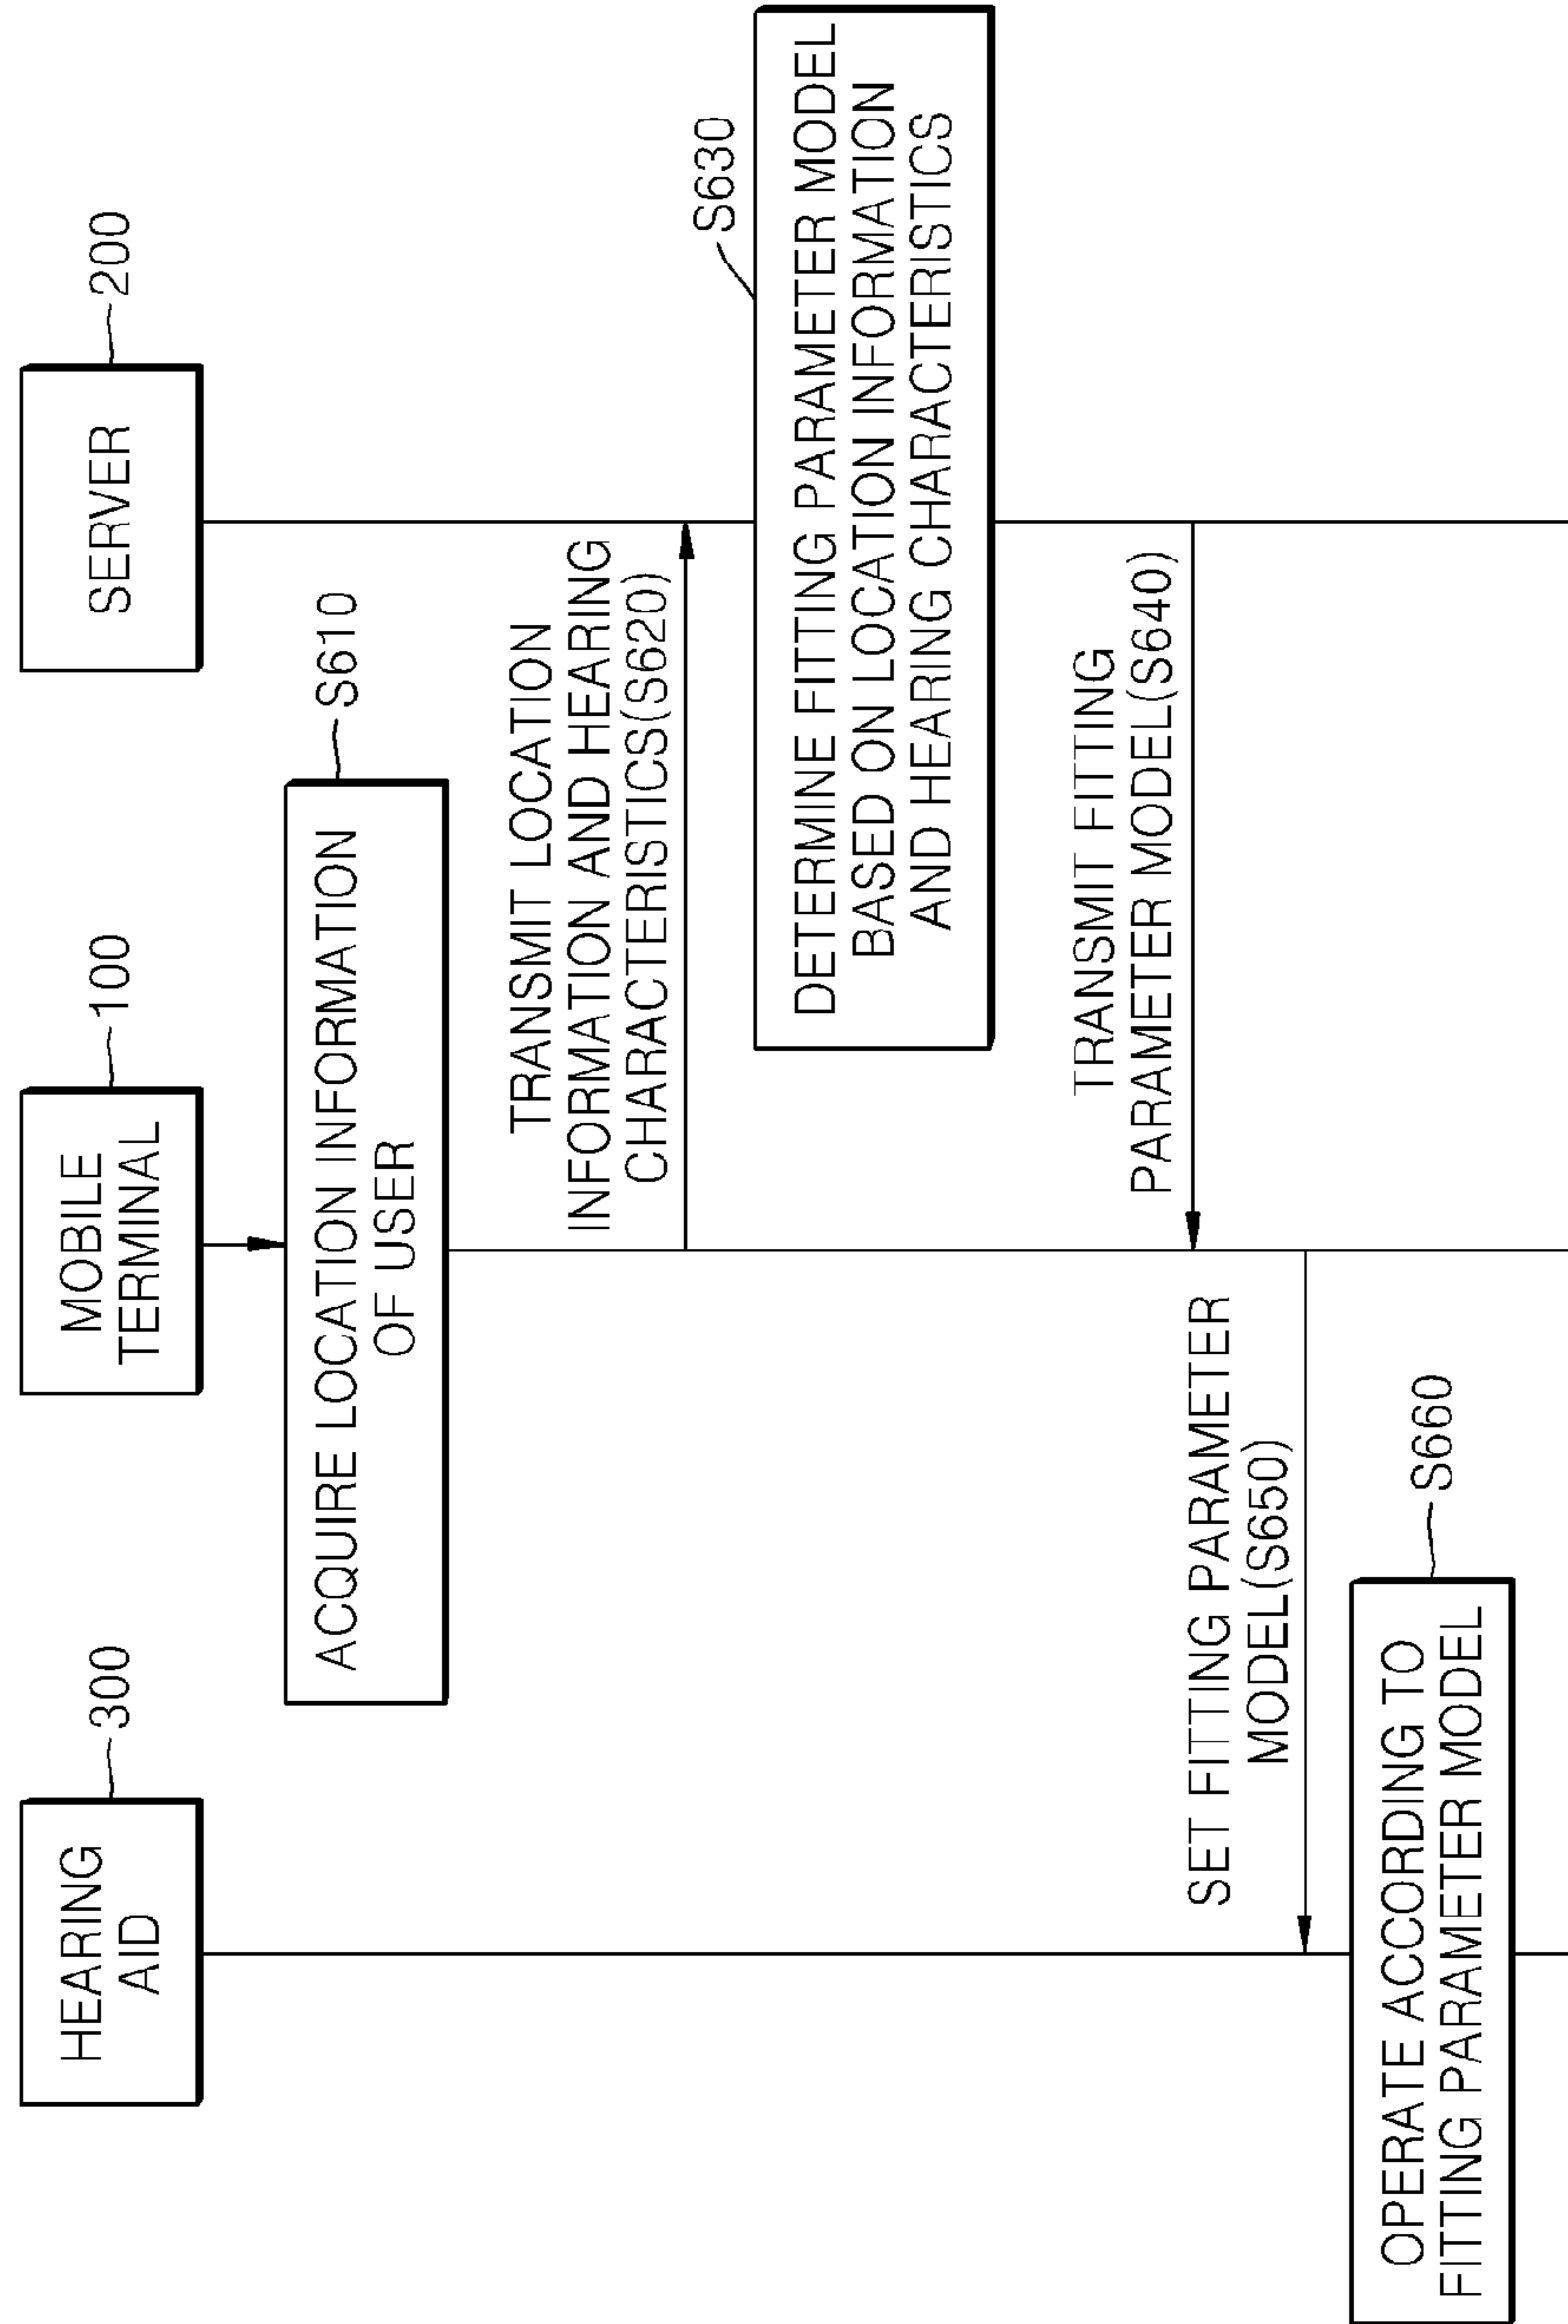 HEARING
AID
300
MOBILE
TERMINAL
100
SERVER
200
ACQUIRE LOCATION INFORMATION
OF USER
S610
TRANSMIT LOCATION
INFORMATION AND HEARING
CHARACTERISTICS(S620)
S630
DETERMINE FITTING PARAMETER MODEL
BASED ON LOCATION INFORMATION
AND HEARING CHARACTERISTICS
TRANSMIT FITTING
PARAMETER MODEL(S640)
SET FITTING PARAMETER
MODEL(S650)
OPERATE ACCORDING TO
FITTING PARAMETER MODEL
S660